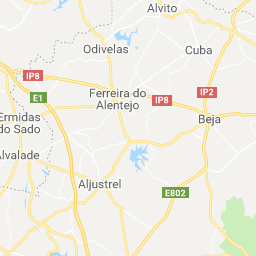 Alvito
Odivelas
Cuba
IP8
Ferreira do
Alentejo
IP8
IP2
E1
Ermidas
do Sado
Beja
Alvalade
Aljustrel
E802